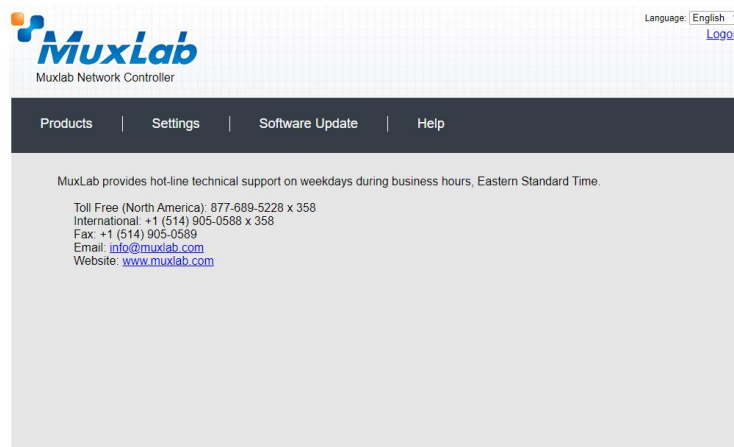 Language: English
Logo
MuxLab
Muxlab Network Controller
Products | Settings | Software Update | Help
MuxLab provides hot-line technical support on weekdays during business hours, Eastern Standard Time.
Toll Free (North America): 877-689-5228 x 358
International: +1 (514) 905-0588 x 358
Fax: +1 (514) 905-0589
Email: info@muxlab.com
Website: www.muxlab.com